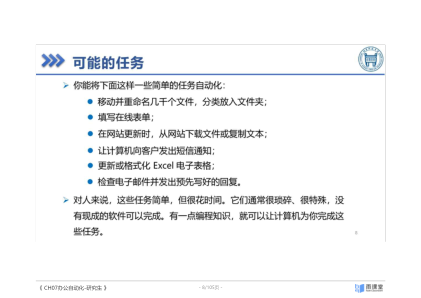 可能的任务
你能将下面这样一些简单的任务自动化：
移动并重命名几千个文件，分类放入文件夹；
填写在线表单；
在网站更新时，从网站下载文件或复制文本；
让计算机向客户发出短信通知；
更新或格式化 Excel 电子表格；
检查电子邮件并发出预先写好的回复。
对人来说，这些任务简单，但很花时间。它们通常很琐碎、很特殊，没
有现成的软件可以完成。有一点编程知识，就可以让计算机为你完成这
些任务。
8
《 CH07办公自动化-研究生 》
- 8/100页 -
雨课堂